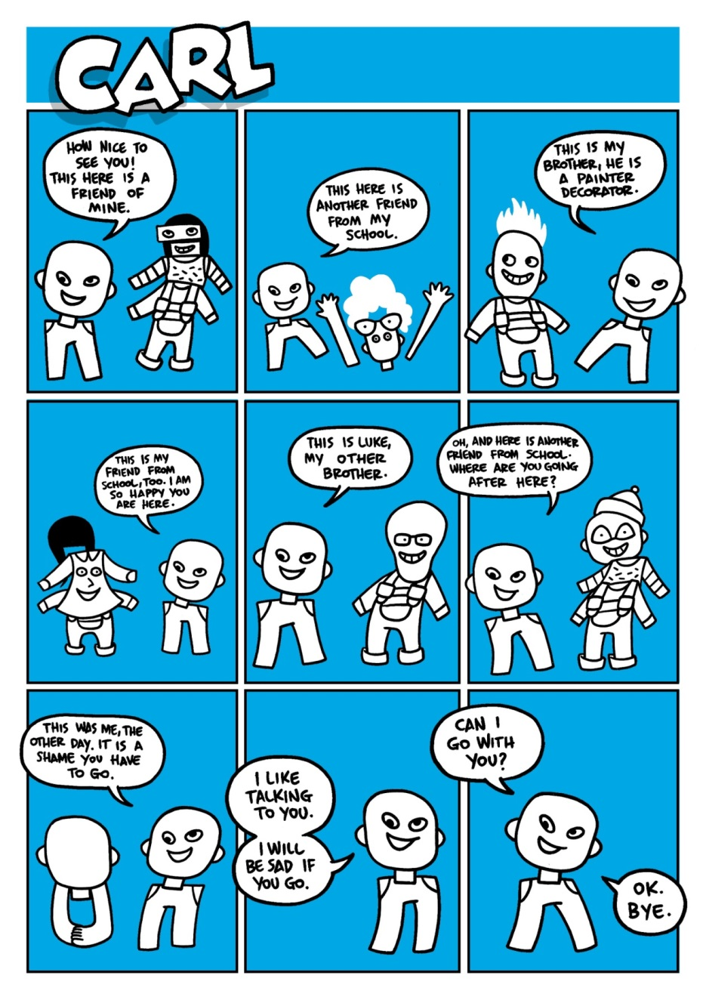 CARL
HOW NICE TO
SEE YOU!
THIS HERE IS A
FRIEND OF
MINE.
THIS HERE IS
ANOTHER FRIEND
FROM MY
SCHOOL.
THIS IS MY
BROTHER, HE IS
A PAINTER
DECORATOR.
THIS IS MY
FRIEND FROM
SCHOOL, TOO. I AM
SO HAPPY YOU
ARE HERE.
THIS IS LUKE,
MY OTHER
BROTHER.
OH, AND HERE IS ANOTHER
FRIEND FROM SCHOOL.
WHERE ARE YOU GOING
AFTER HERE?
THIS WAS ME, THE
OTHER DAY. IT IS A
SHAME YOU HAVE
TO GO.
I LIKE
TALKING
TO YOU.
I WILL
BE SAD IF
YOU GO.
CAN I
GO WITH
YOU?
OK.
BYE.